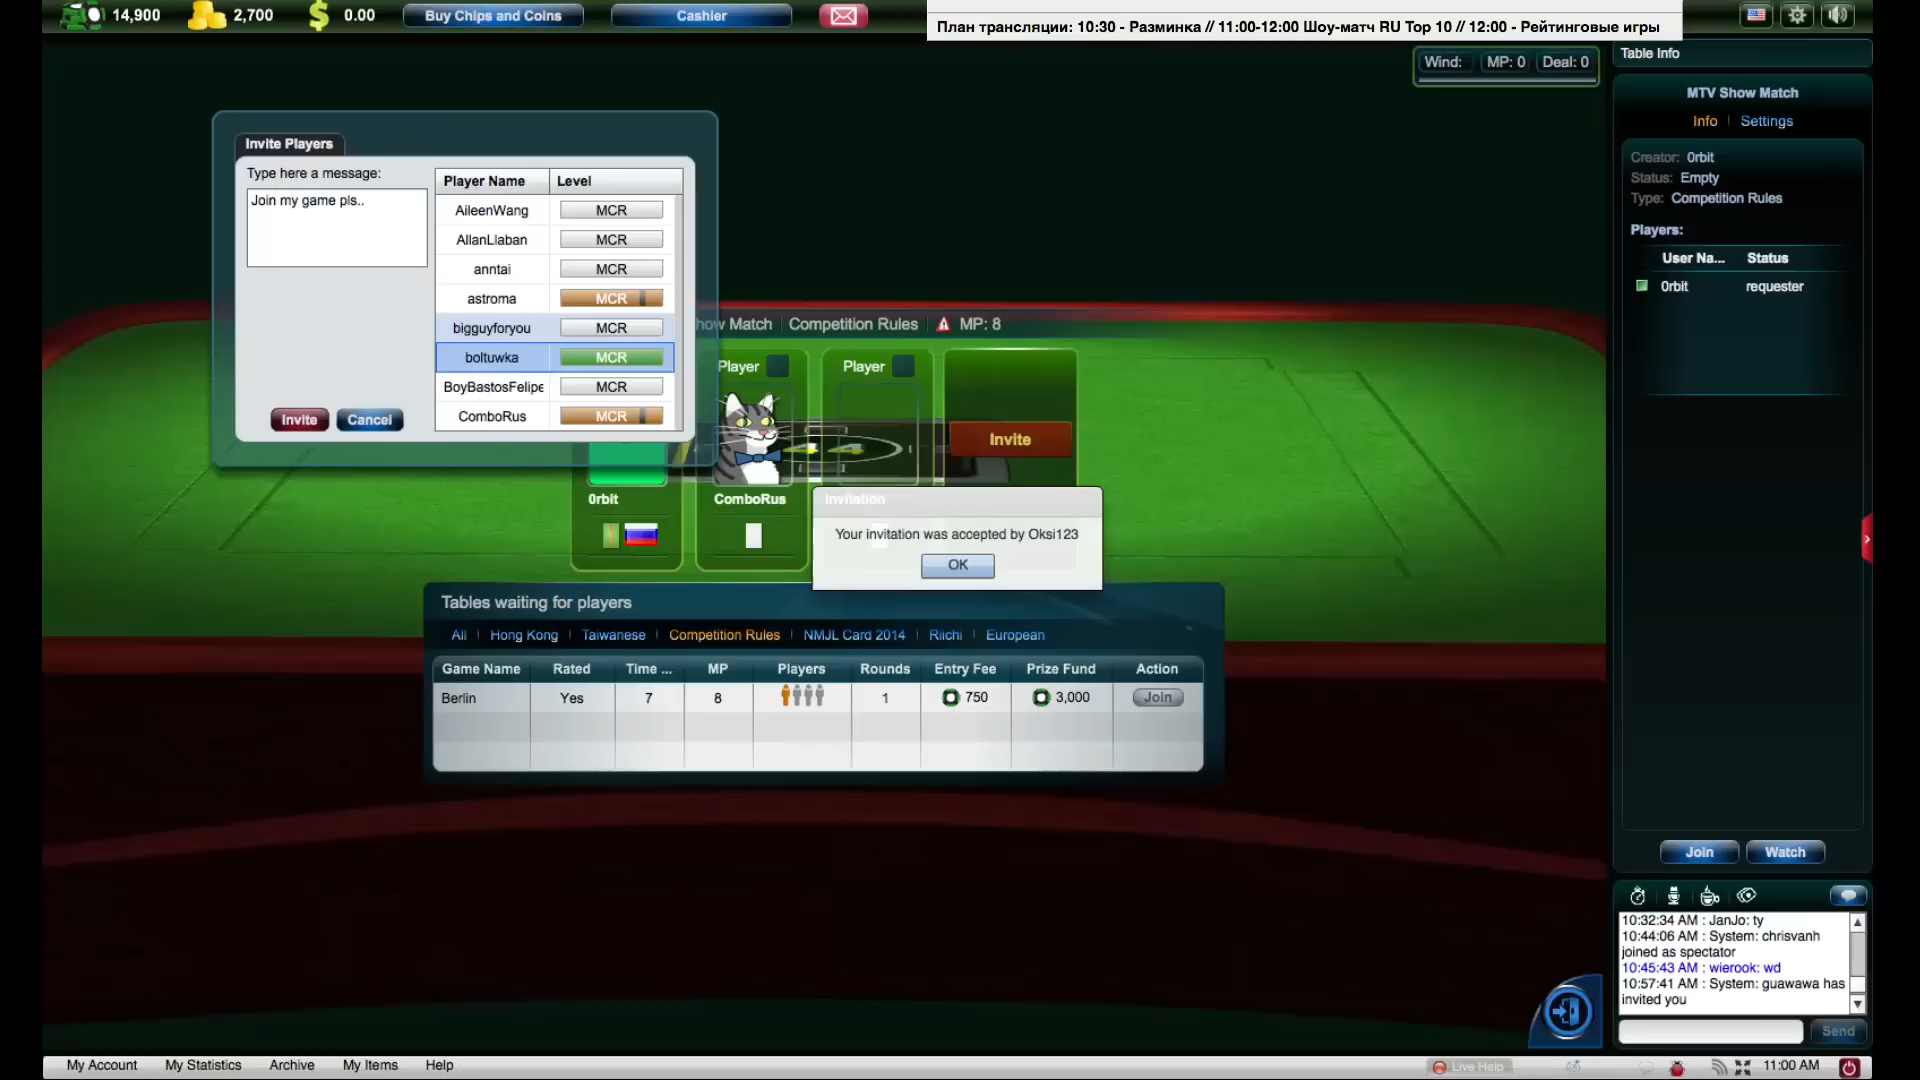 14,900
2,700
0.00
Buy Chips and Coins
Cashier
План трансляции: 10:30 - Разминка // 11:00-12:00 Шоу-матч RU Top 10 // 12:00 - Рейтинговые игры
Wind: MP: 0 Deal: 0
Table Info
MTV Show Match
Info Settings
Creator: 0rbit
Status: Empty
Type: Competition Rules
Players:
User Na... Status
0rbit requester
Invite Players
Type here a message:
Join my game pls..
Player Name Level
AileenWang MCR
AllanLlaban MCR
anntai MCR
astroma MCR
bigguyforyou MCR
boltuwka MCR
BoyBastosFelipe MCR
ComboRus MCR
Invite Cancel
how Match Competition Rules MP: 8
Player Player
Invite
0rbit ComboRus
Invitation
Your invitation was accepted by Oksi123
OK
Tables waiting for players
All Hong Kong Taiwanese Competition Rules NMJL Card 2014 Riichi European
Game Name Rated Time ... MP Players Rounds Entry Fee Prize Fund Action
Berlin Yes 7 8 1 750 3,000 Join
Join Watch
10:32:34 AM : JanJo: ty
10:44:06 AM : System: chrisvanh
joined as spectator
10:45:43 AM : wierook: wd
10:57:41 AM : System: guawawa has
invited you
Send
My Account My Statistics Archive My Items Help
Live Help
11:00 AM